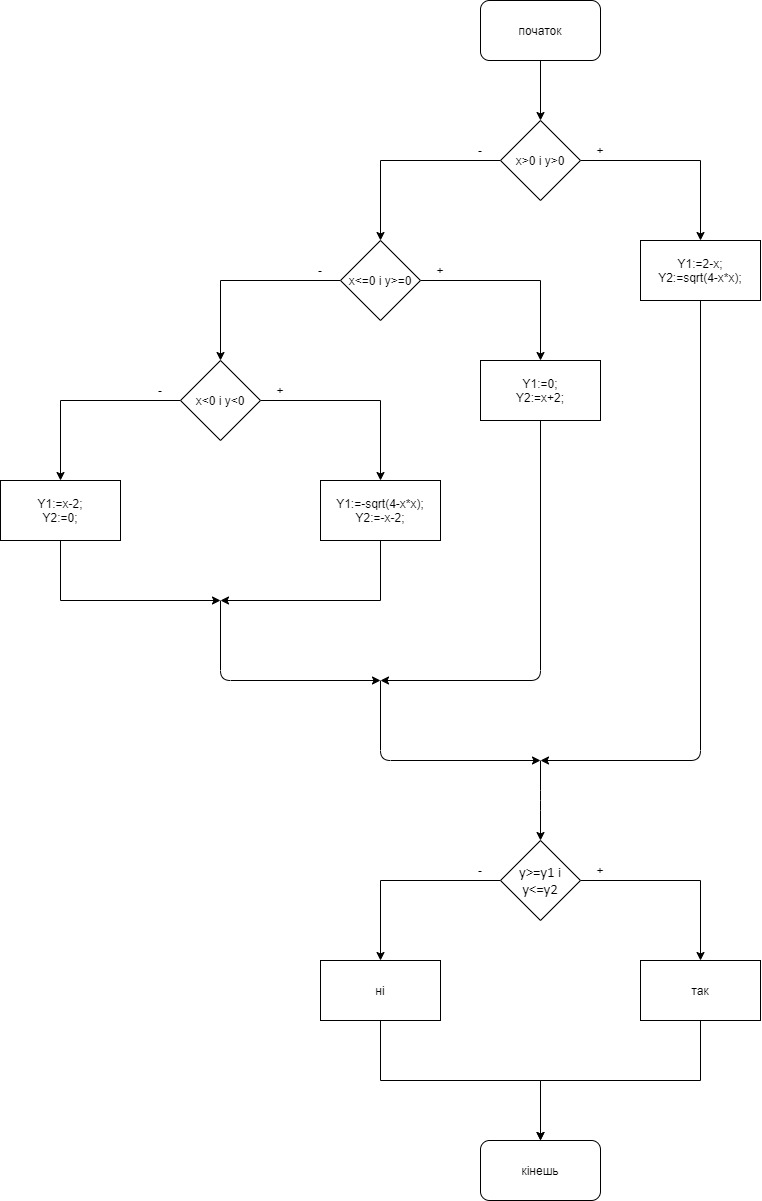 початок
-
x>0 і y>0
+
Y1:=2-x;
Y2:=sqrt(4-x*x);
-
x<=0 і y>=0
+
Y1:=0;
Y2:=x+2;
-
x<0 і y<0
+
Y1:=x-2;
Y2:=0;
Y1:=-sqrt(4-x*x);
Y2:=-x-2;
-
y>=y1 і
y<=y2
+
ні
так
кінешь